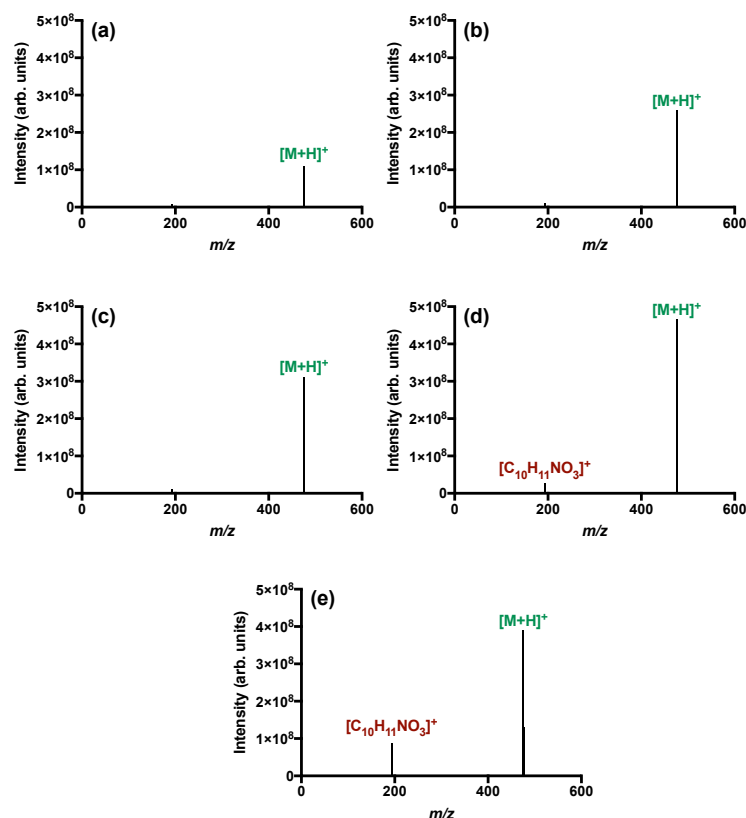 (a)
Intensity (arb. units)
5×10⁸
4×10⁸
3×10⁸
2×10⁸
1×10⁸
0
[M+H]⁺
0 200 400 600
m/z
(b)
Intensity (arb. units)
5×10⁸
4×10⁸
3×10⁸
2×10⁸
1×10⁸
0
[M+H]⁺
0 200 400 600
m/z
(c)
Intensity (arb. units)
5×10⁸
4×10⁸
3×10⁸
2×10⁸
1×10⁸
0
[M+H]⁺
0 200 400 600
m/z
(d)
Intensity (arb. units)
5×10⁸
4×10⁸
3×10⁸
2×10⁸
1×10⁸
0
[M+H]⁺
[C₁₀H₁₁NO₃]⁺
0 200 400 600
m/z
(e)
Intensity (arb. units)
5×10⁸
4×10⁸
3×10⁸
2×10⁸
1×10⁸
0
[M+H]⁺
[C₁₀H₁₁NO₃]⁺
0 200 400 600
m/z